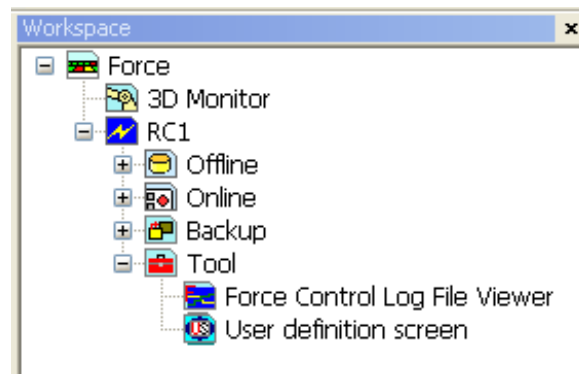 Workspace
Force
3D Monitor
RC1
Offline
Online
Backup
Tool
Force Control Log File Viewer
User definition screen